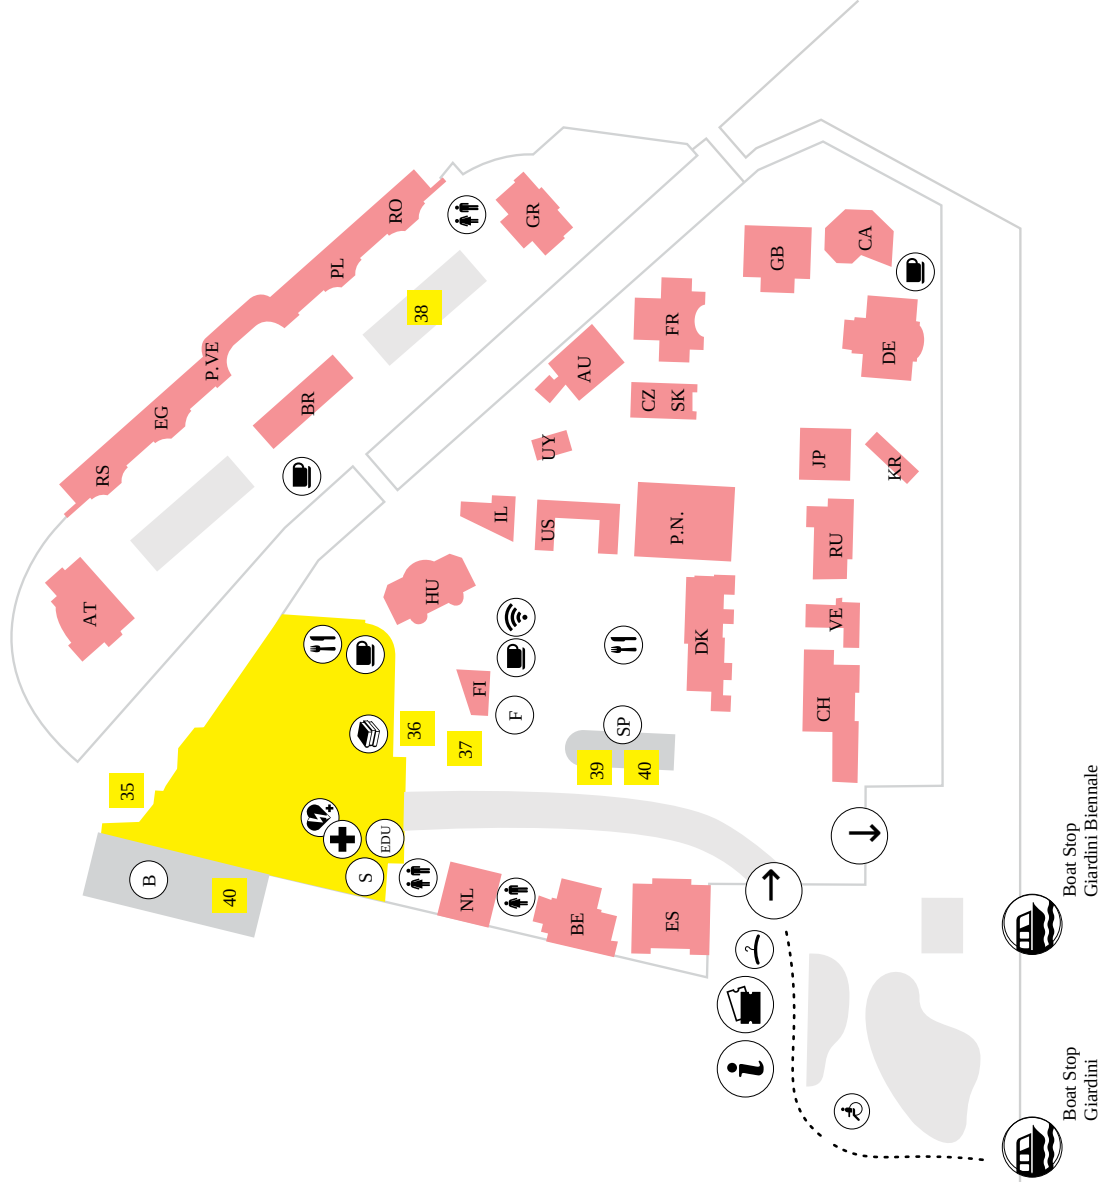 RO
PL
P.VE
EG
RS
BR
GR
38
AT
GB
CA
FR
AU
CZ
SK
DE
UY
JP
KR
IL
US
P.N.
RU
HU
VE
DK
FI
CH
F
SP
36
37
39
40
35
EDU
S
B
40
NL
BE
ES
?
i
Boat Stop
Giardini Biennale
Boat Stop
Giardini